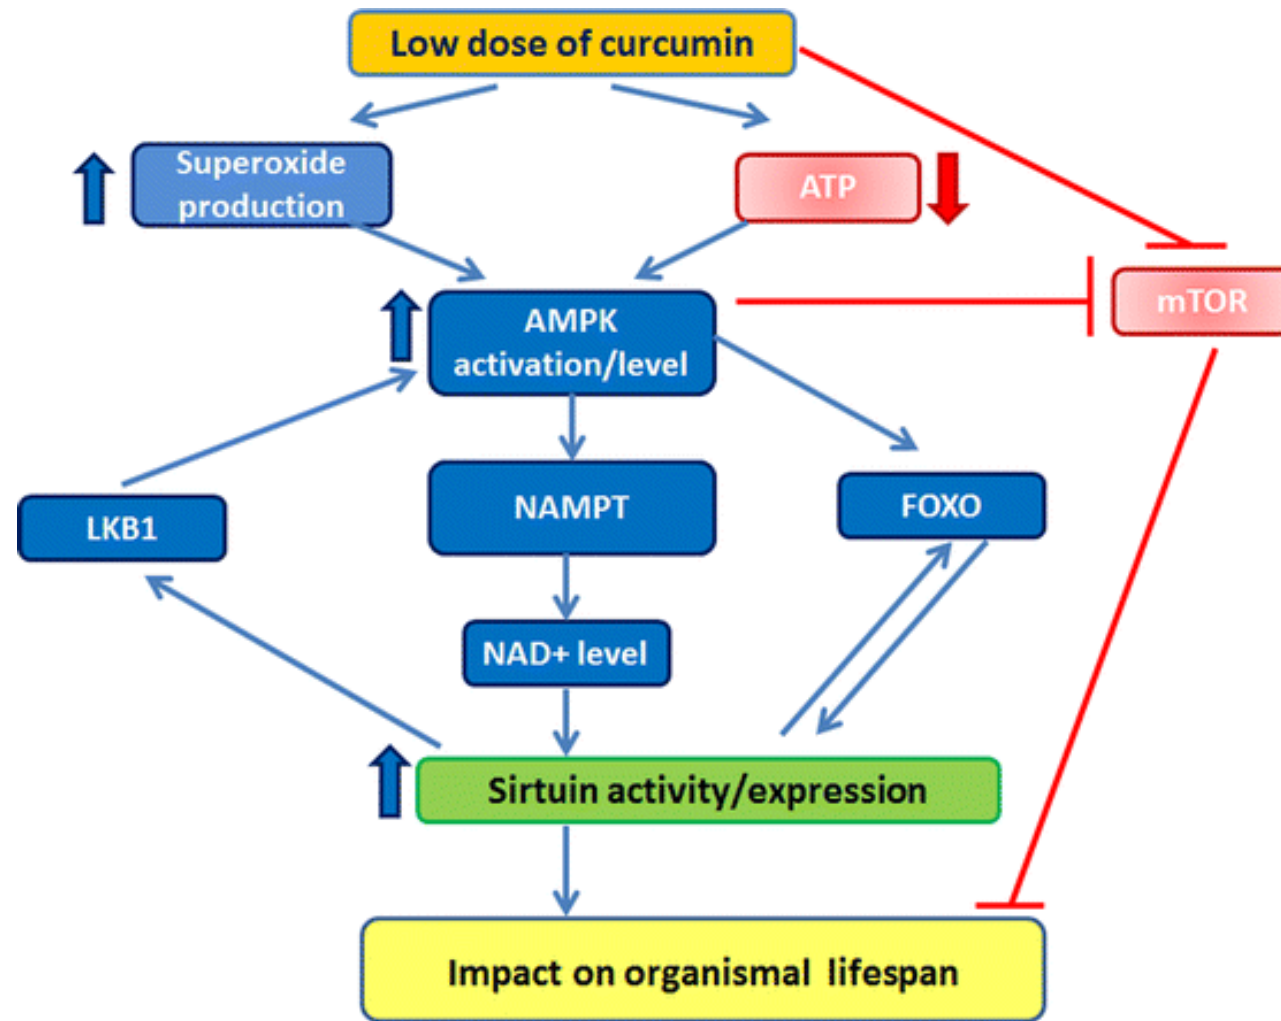 Low dose of curcumin
Superoxide
production
ATP
mTOR
AMPK
activation/level
LKB1
NAMPT
FOXO
NAD+ level
Sirtuin activity/expression
Impact on organismal lifespan